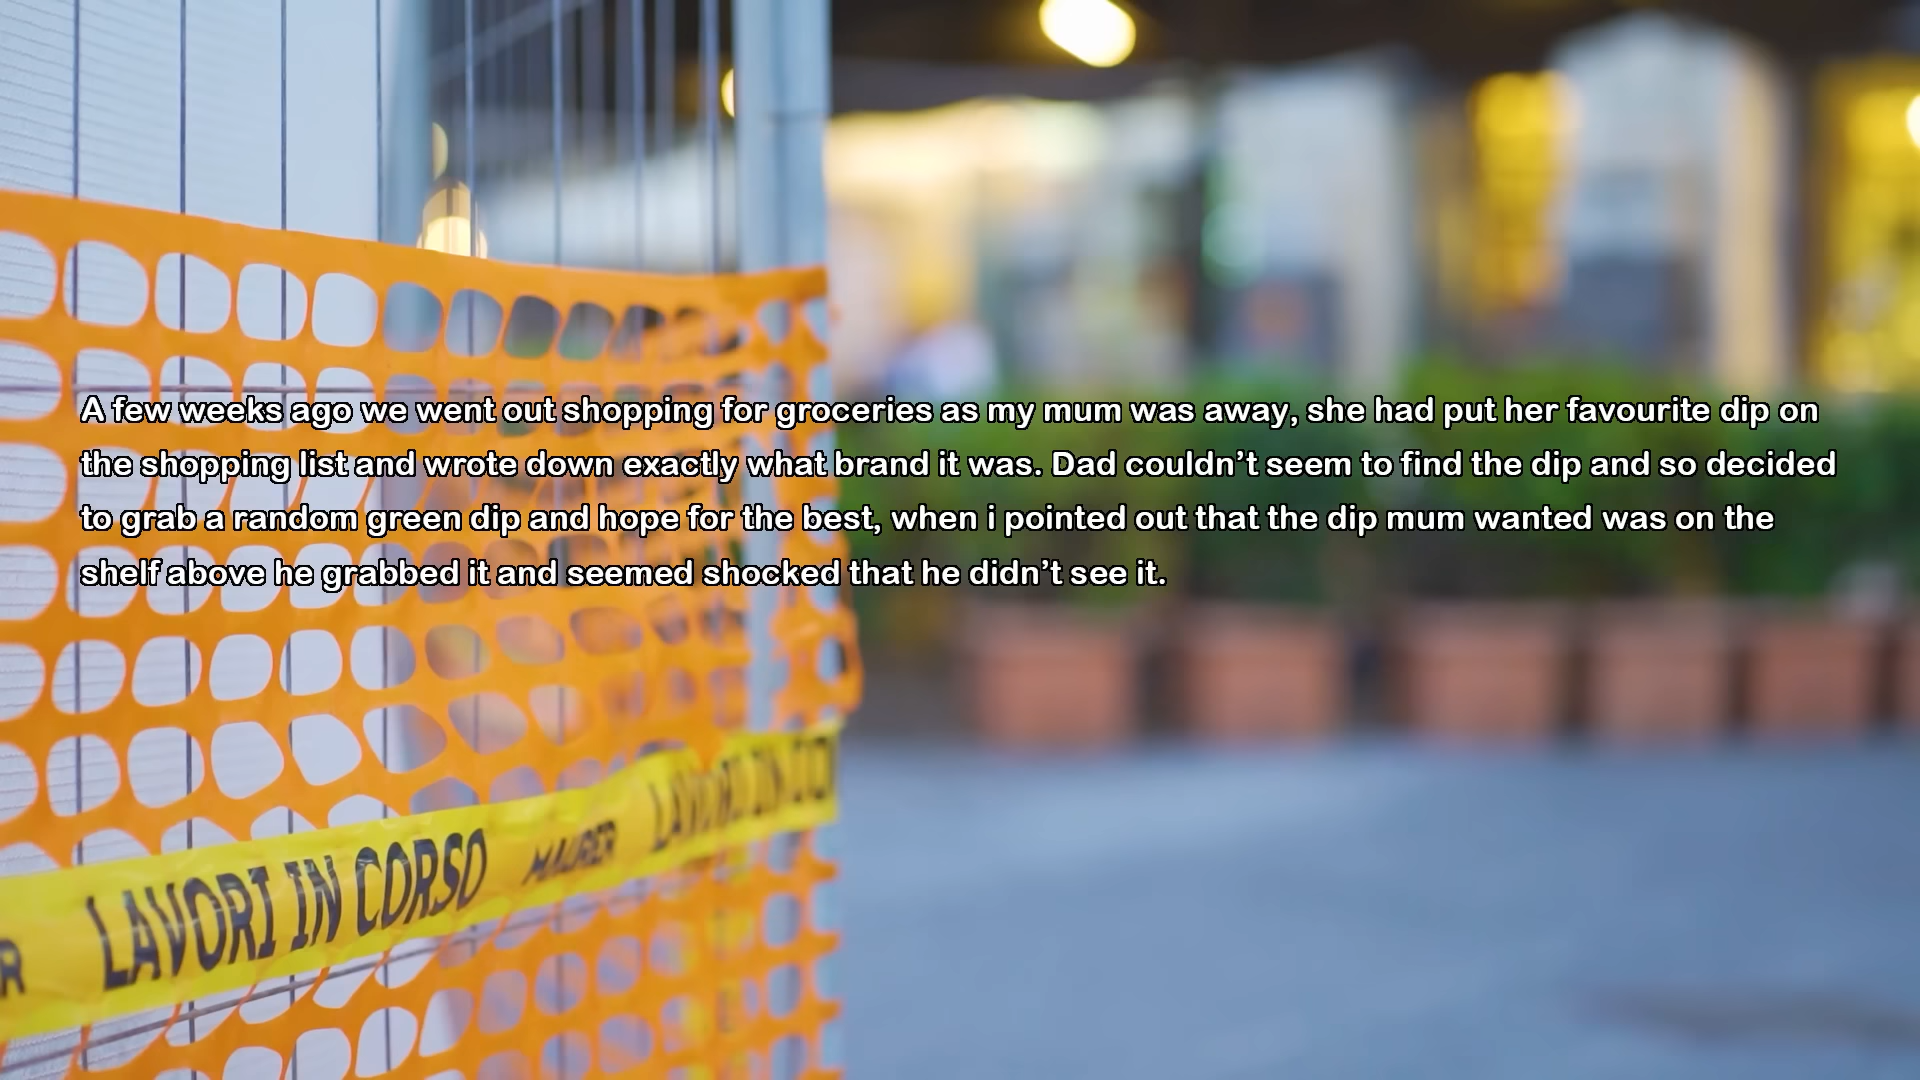 A few weeks ago we went out shopping for groceries as my mum was away, she had put her favourite dip on
the shopping list and wrote down exactly what brand it was. Dad couldn’t seem to find the dip and so decided
to grab a random green dip and hope for the best, when i pointed out that the dip mum wanted was on the
shelf above he grabbed it and seemed shocked that he didn’t see it.
R LAVORI IN CORSO MAURER LAVORI IN COR